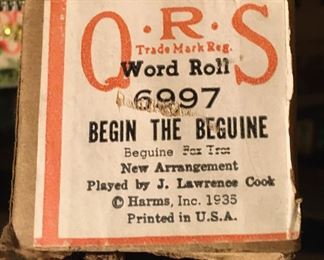 Q·R·S
Trade Mark Reg.
Word Roll
6997
BEGIN THE BEGUINE
Beguine Fox Trot
New Arrangement
Played by J. Lawrence Cook
© Harms, Inc. 1935
Printed in U.S.A.